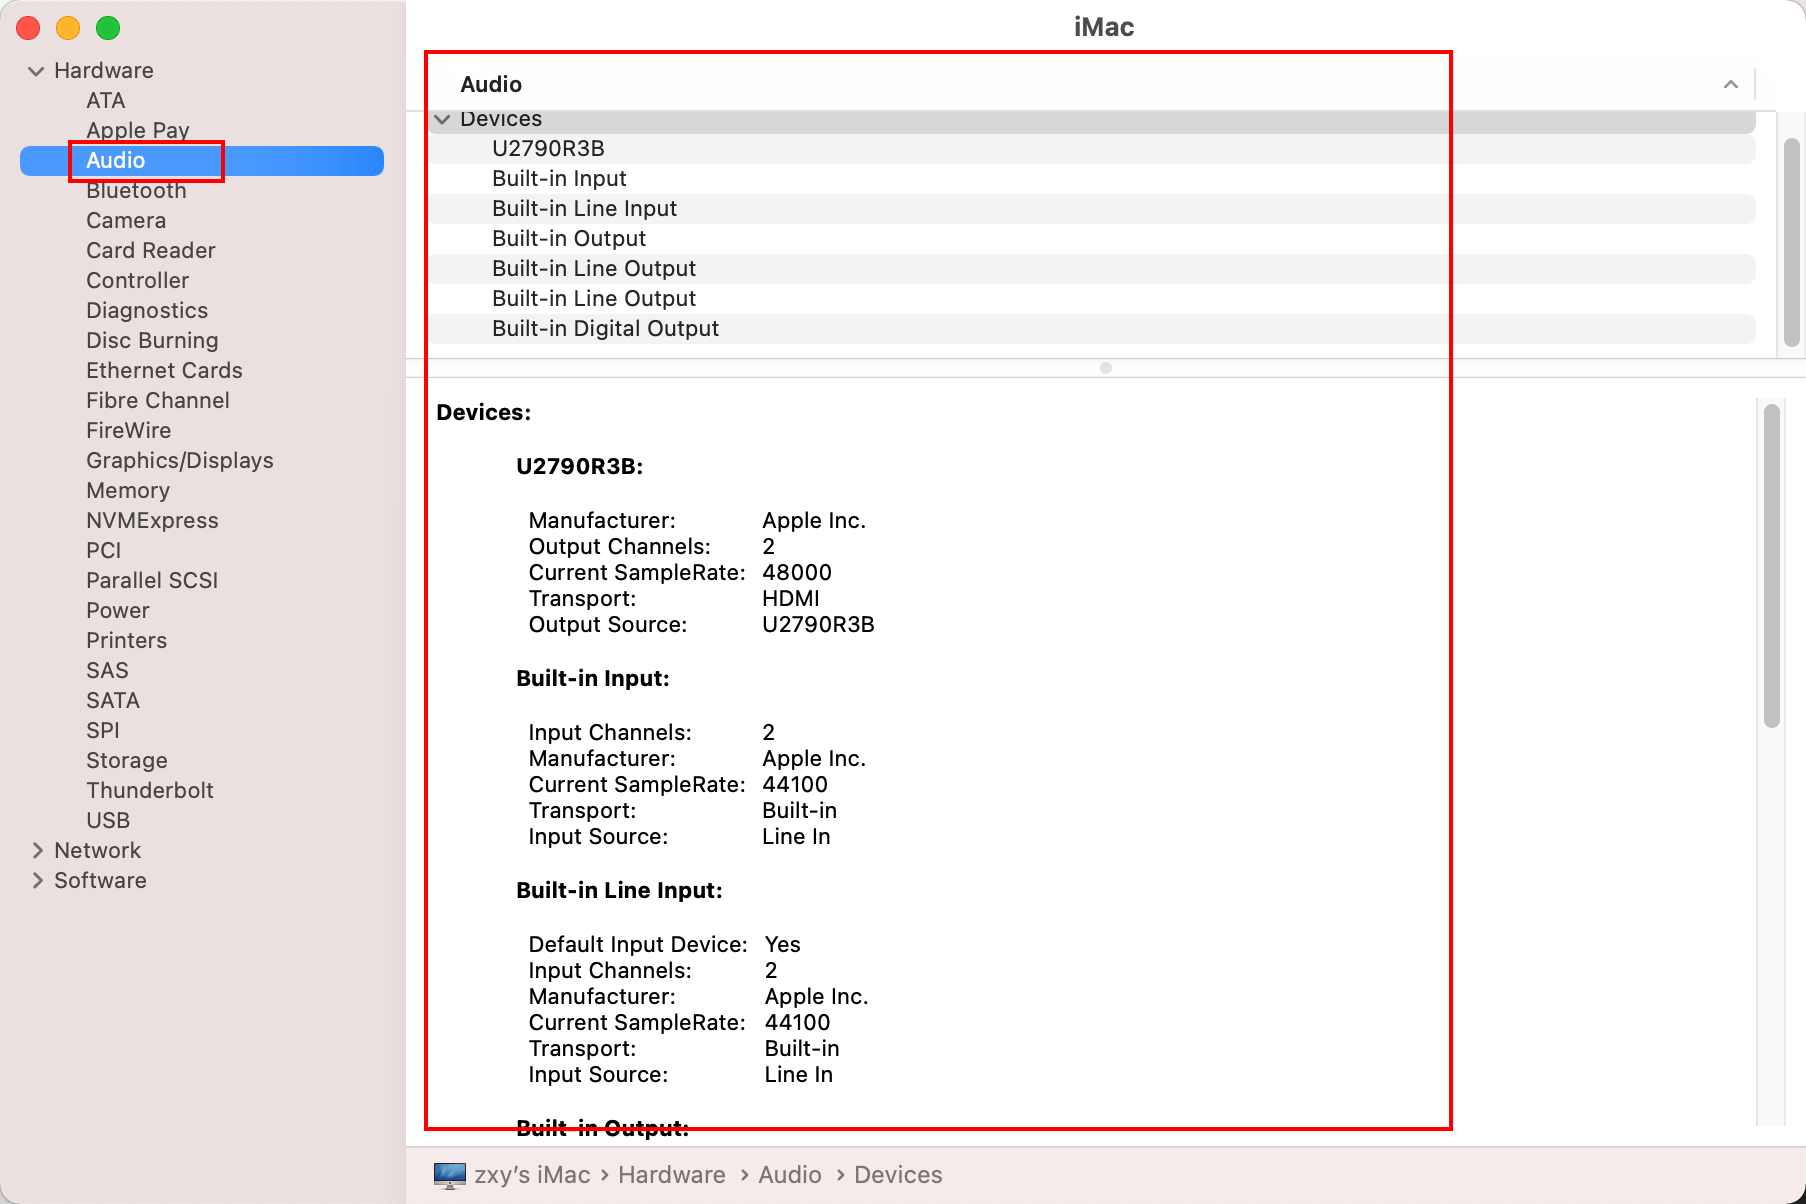 iMac
Hardware
ATA
Apple Pay
Audio
Bluetooth
Camera
Card Reader
Controller
Diagnostics
Disc Burning
Ethernet Cards
Fibre Channel
FireWire
Graphics/Displays
Memory
NVMExpress
PCI
Parallel SCSI
Power
Printers
SAS
SATA
SPI
Storage
Thunderbolt
USB
Network
Software
Audio
Devices
U2790R3B
Built-in Input
Built-in Line Input
Built-in Output
Built-in Line Output
Built-in Line Output
Built-in Digital Output
Devices:
U2790R3B:
Manufacturer: Apple Inc.
Output Channels: 2
Current SampleRate: 48000
Transport: HDMI
Output Source: U2790R3B
Built-in Input:
Input Channels: 2
Manufacturer: Apple Inc.
Current SampleRate: 44100
Transport: Built-in
Input Source: Line In
Built-in Line Input:
Default Input Device: Yes
Input Channels: 2
Manufacturer: Apple Inc.
Current SampleRate: 44100
Transport: Built-in
Input Source: Line In
Built-in Output:
zxy’s iMac › Hardware › Audio › Devices